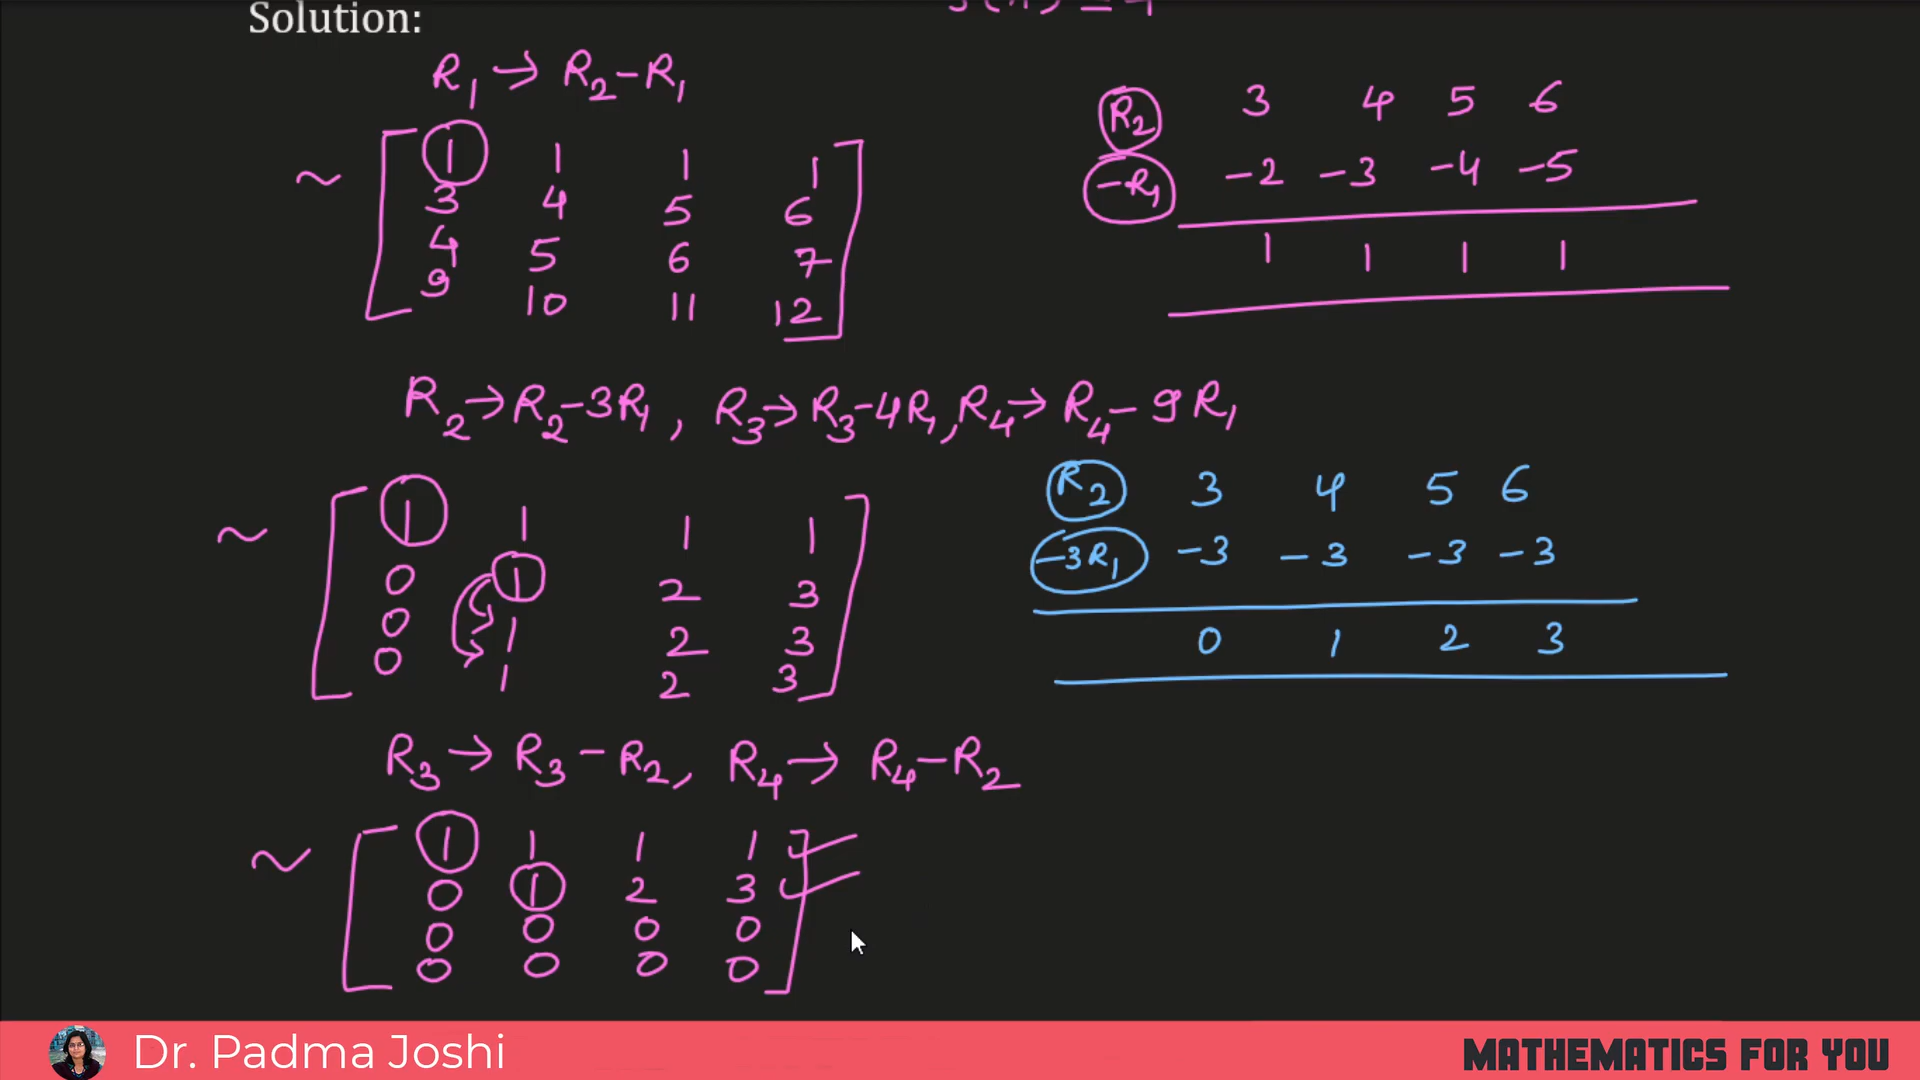 Solution:
R1 → R2 – R1
~ [ 1 1 1 1
3 4 5 6
4 5 6 7
9 10 11 12 ]
R2 3 4 5 6
–R1 –2 –3 –4 –5
1 1 1 1
R2 → R2 – 3R1 , R3 → R3 – 4R1 , R4 → R4 – 9R1
~ [ 1 1 1 1
0 1 2 3
0 1 2 3
0 1 2 3 ]
R2 3 4 5 6
–3R1 –3 –3 –3 –3
0 1 2 3
R3 → R3 – R2 , R4 → R4 – R2
~ [ 1 1 1 1
0 1 2 3
0 0 0 0
0 0 0 0 ]
Dr. Padma Joshi
MATHEMATICS FOR YOU